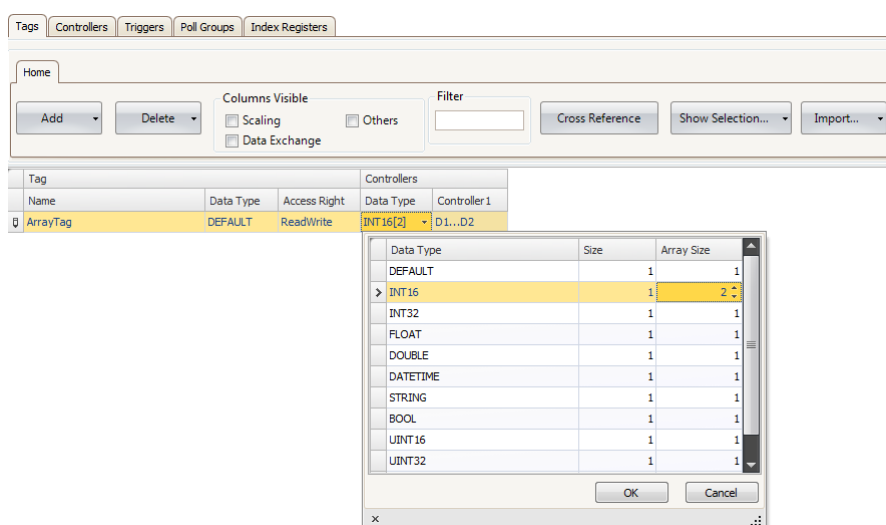 Tags Controllers Triggers Poll Groups Index Registers
Home
Columns Visible Filter
Add Delete Scaling Others Cross Reference Show Selection... Import...
Data Exchange
Tag Controllers
Name Data Type Access Right Data Type Controller1
ArrayTag DEFAULT ReadWrite INT16[2] D1...D2
Data Type Size Array Size
DEFAULT 1 1
INT16 1 2
INT32 1 1
FLOAT 1 1
DOUBLE 1 1
DATETIME 1 1
STRING 1 1
BOOL 1 1
UINT16 1 1
UINT32 1 1
OK Cancel